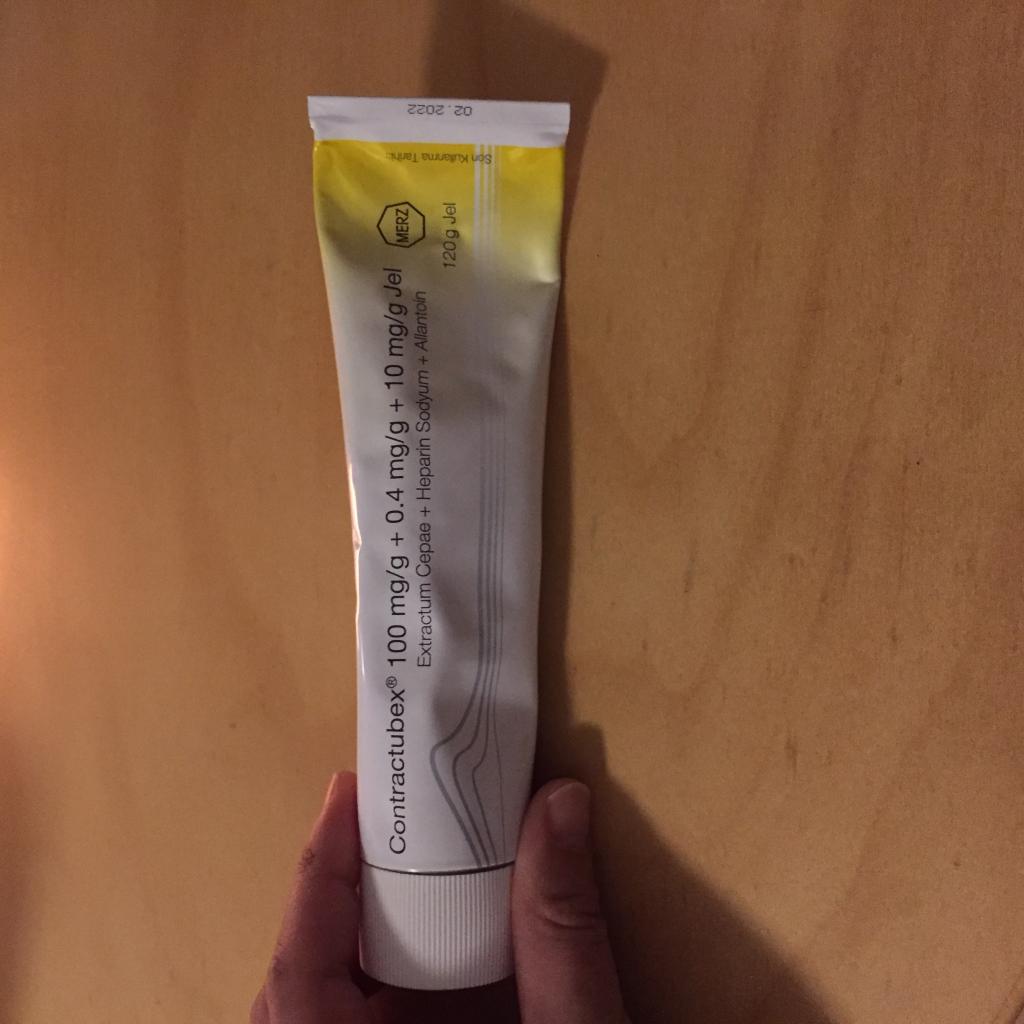 02.2022
Son Kullanma Tarihi:
MERZ
Contractubex® 100 mg/g + 0.4 mg/g + 10 mg/g Jel
Extractum Cepae + Heparin Sodyum + Allantoin
120 g Jel